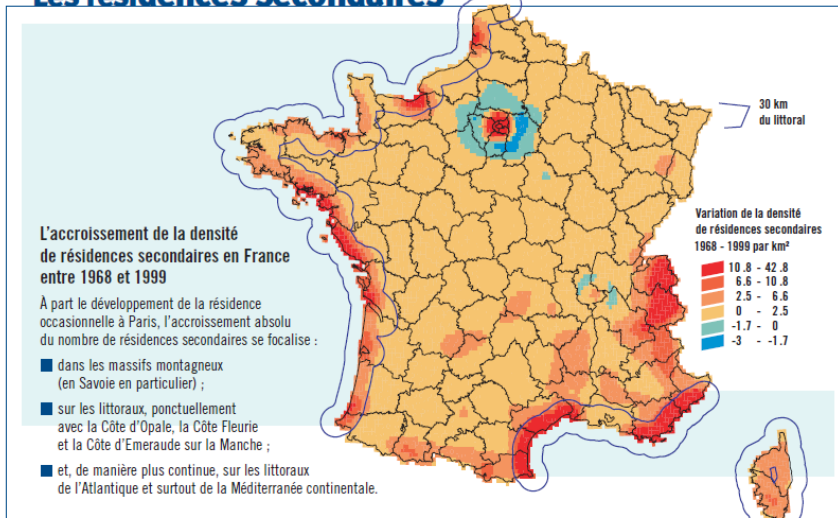 Les résidences secondaires
30 km
du littoral
L'accroissement de la densité
de résidences secondaires en France
entre 1968 et 1999
À part le développement de la résidence
occasionnelle à Paris, l'accroissement absolu
du nombre de résidences secondaires se focalise :
dans les massifs montagneux
(en Savoie en particulier) ;
sur les littoraux, ponctuellement
avec la Côte d'Opale, la Côte Fleurie
et la Côte d'Emeraude sur la Manche ;
et, de manière plus continue, sur les littoraux
de l'Atlantique et surtout de la Méditerranée continentale.
Variation de la densité
de résidences secondaires
1968 - 1999 par km²
10 .8 - 42 .8
6.6 - 10.8
2.5 - 6.6
0 - 2.5
-1.7 - 0
-3 - -1.7